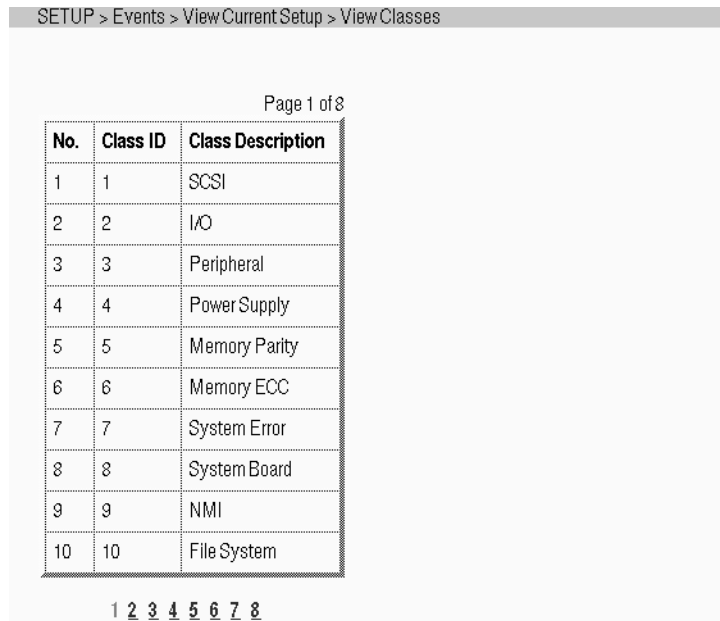 SETUP > Events > View Current Setup > View Classes
Page 1 of 8
No. Class ID Class Description
1 1 SCSI
2 2 I/O
3 3 Peripheral
4 4 Power Supply
5 5 Memory Parity
6 6 Memory ECC
7 7 System Error
8 8 System Board
9 9 NMI
10 10 File System
1 2 3 4 5 6 7 8